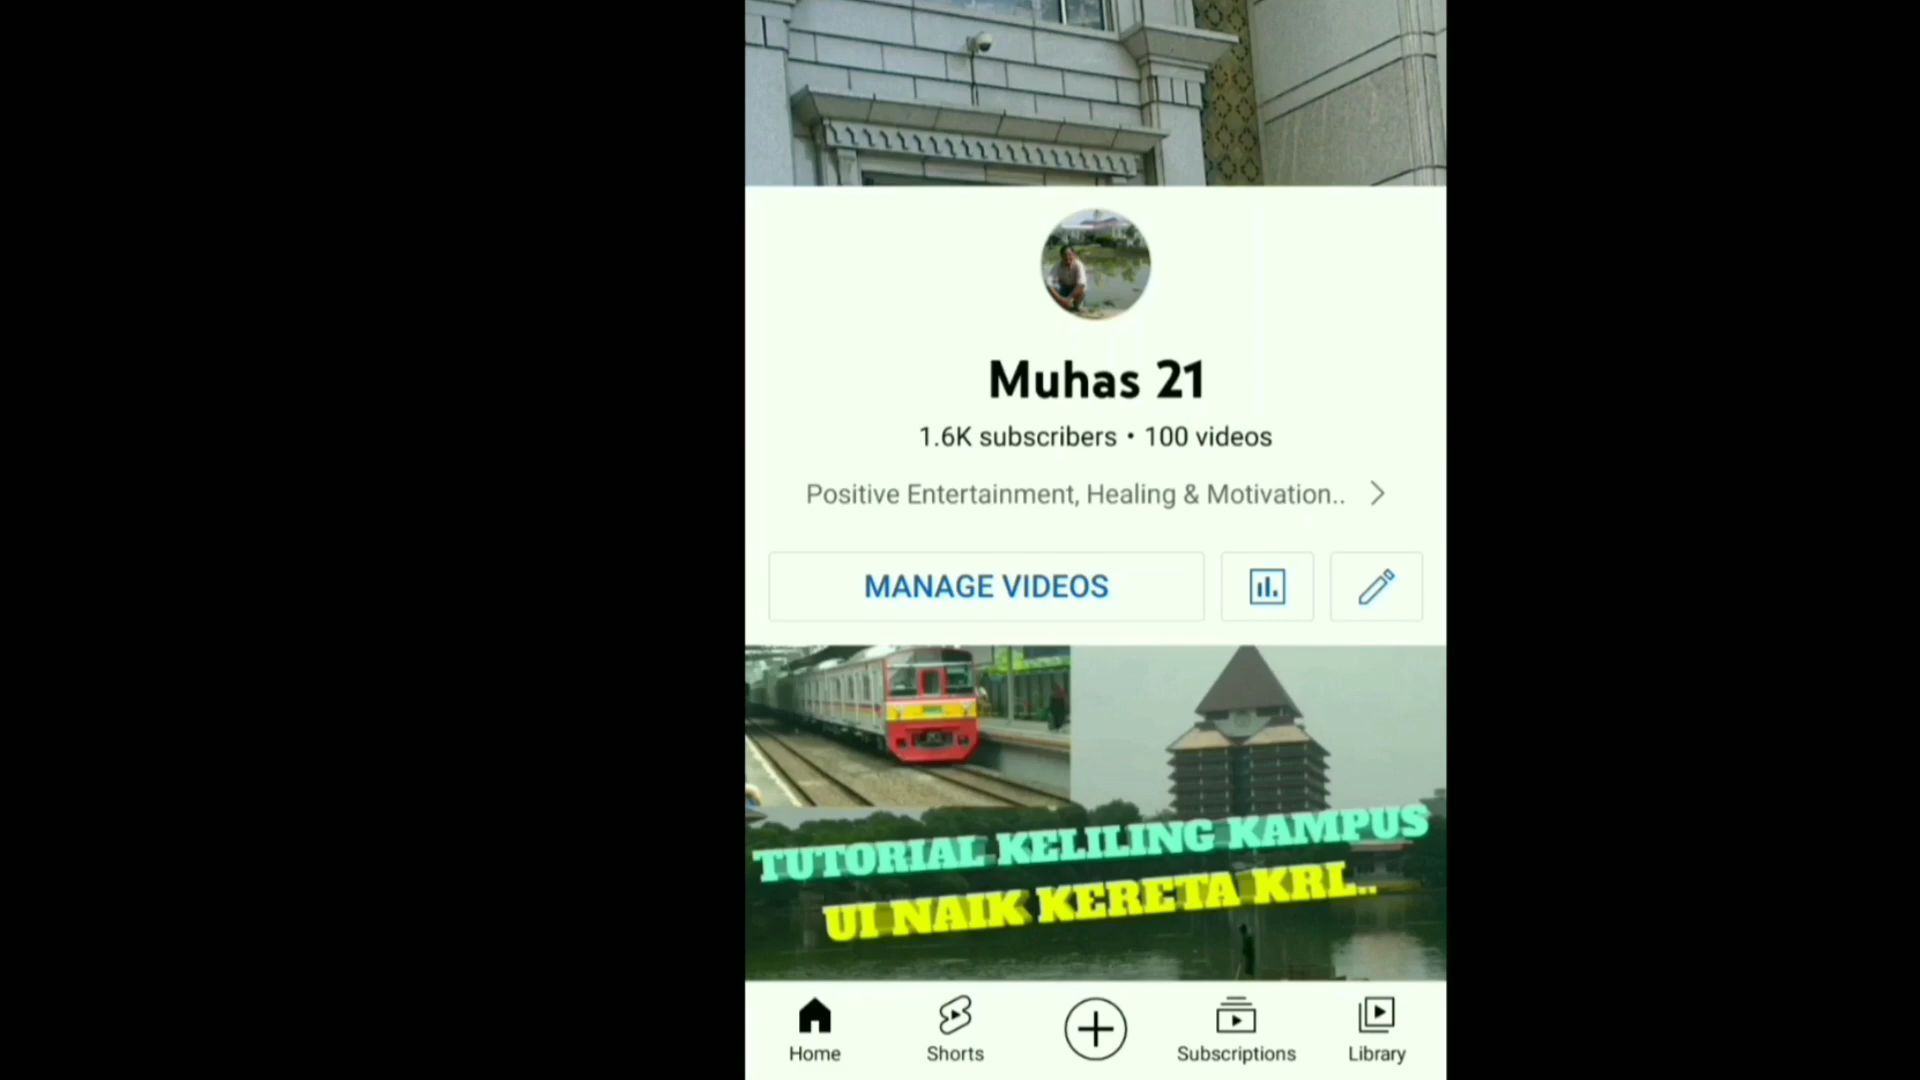 Muhas 21
1.6K subscribers • 100 videos
Positive Entertainment, Healing & Motivation..
MANAGE VIDEOS
TUTORIAL KELILING KAMPUS
UI NAIK KERETA KRL..
Home
Shorts
Subscriptions
Library